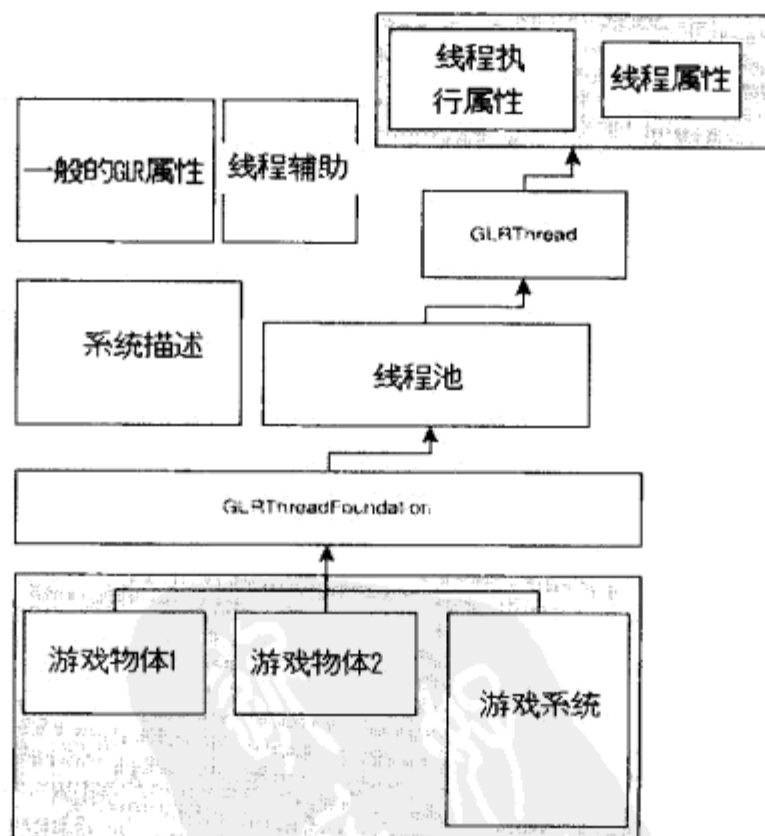 线程执
行属性
线程属性
一般的GLR属性
线程辅助
GLRThread
系统描述
线程池
GLRThreadFoundation
游戏物体1
游戏物体2
游戏系统